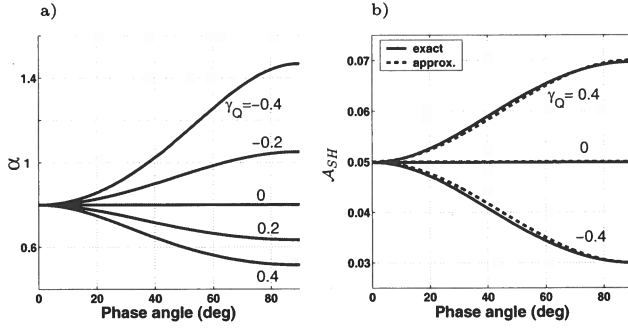 a)
1.4
1
0.6
α
γQ=−0.4
−0.2
0
0.2
0.4
0 20 40 60 80
Phase angle (deg)
b)
exact
approx.
0.07
0.06
0.05
0.04
0.03
𝒜SH
γQ= 0.4
0
−0.4
0 20 40 60 80
Phase angle (deg)